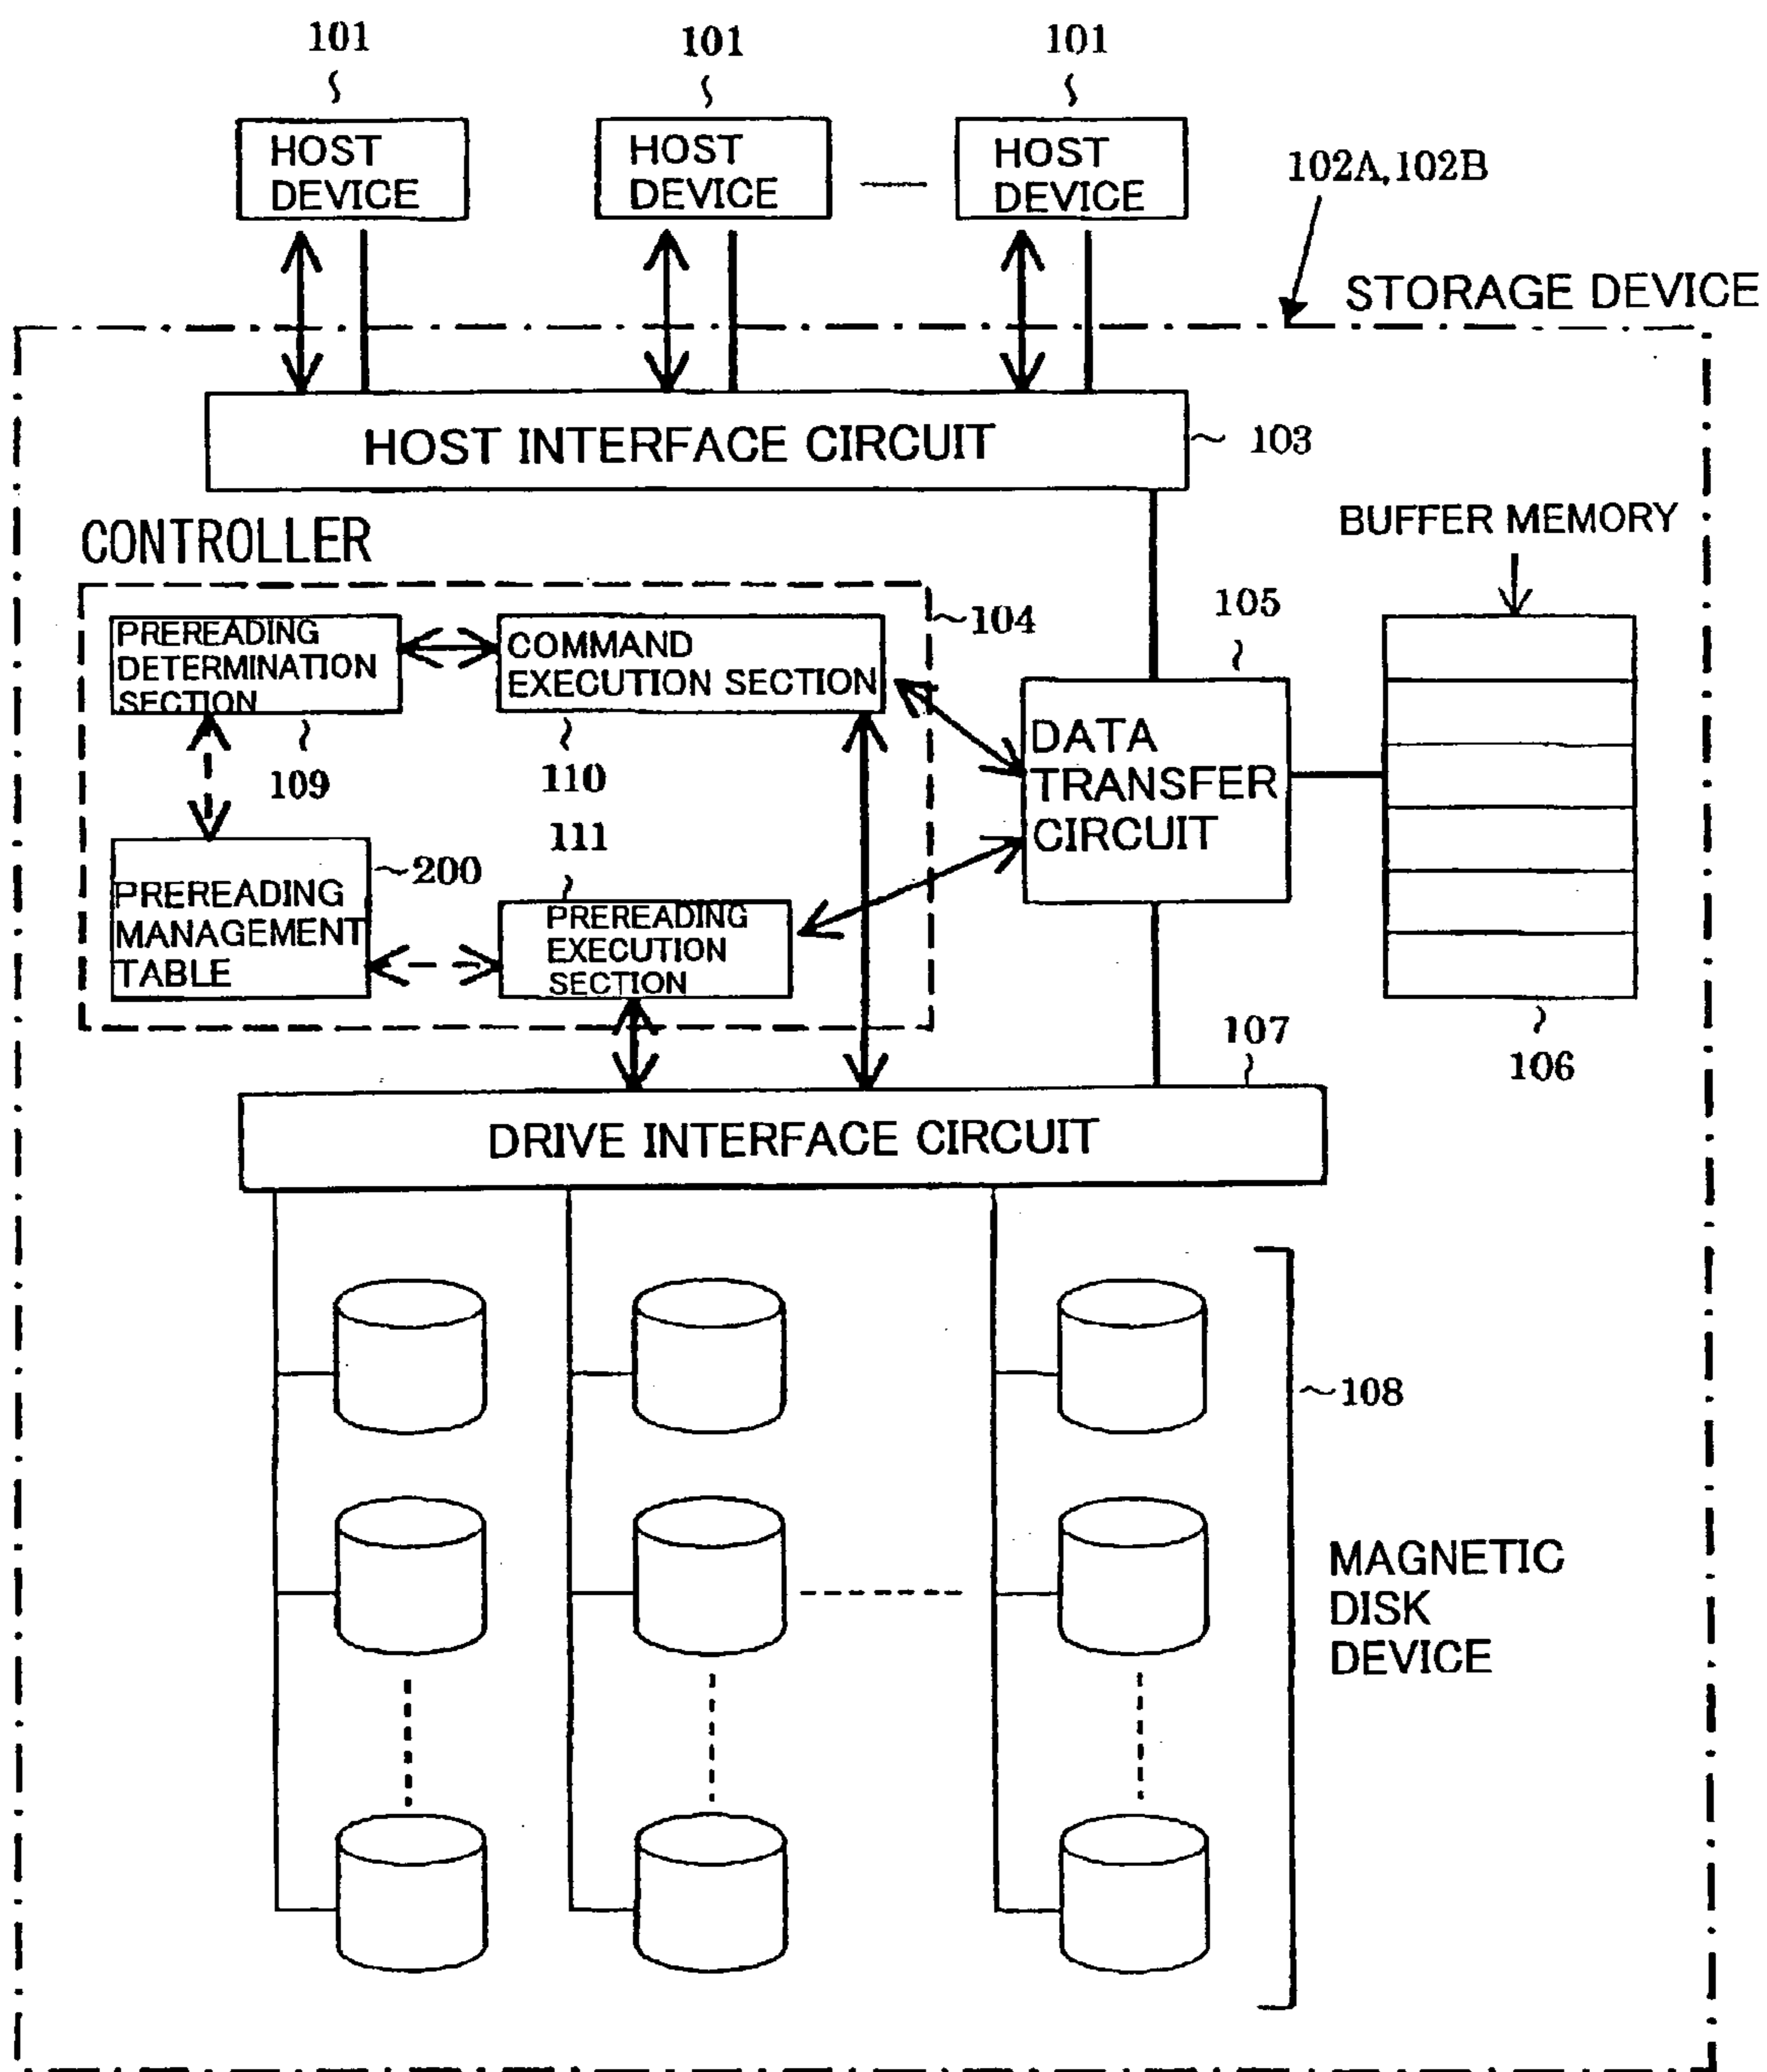 101
101
101
HOST
DEVICE
HOST
DEVICE
HOST
DEVICE
102A,102B
STORAGE DEVICE
HOST INTERFACE CIRCUIT
103
CONTROLLER
BUFFER MEMORY
104
105
PREREADING
DETERMINATION
SECTION
COMMAND
EXECUTION SECTION
109
110
DATA
TRANSFER
CIRCUIT
111
200
PREREADING
MANAGEMENT
TABLE
PREREADING
EXECUTION
SECTION
107
106
DRIVE INTERFACE CIRCUIT
108
MAGNETIC
DISK
DEVICE